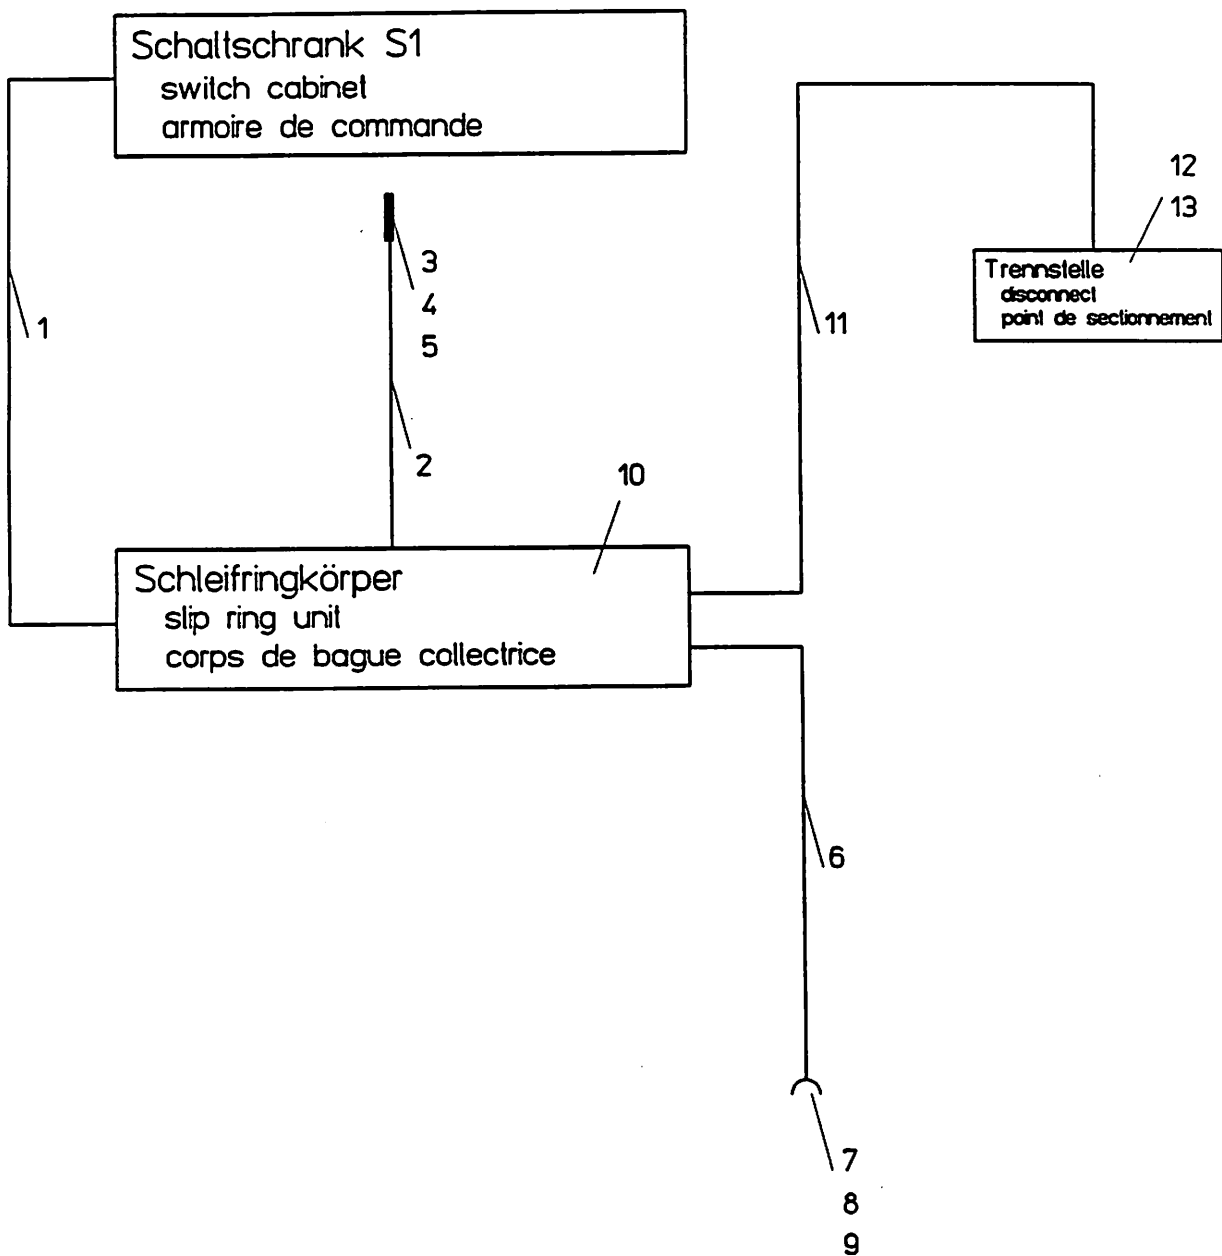 Schaltschrank S1
switch cabinet
armoire de commande
12
13
3
4
5
Trennstelle
disconnect
point de sectionnement
1
11
2
10
Schleifringkörper
slip ring unit
corps de bague collectrice
6
7
8
9